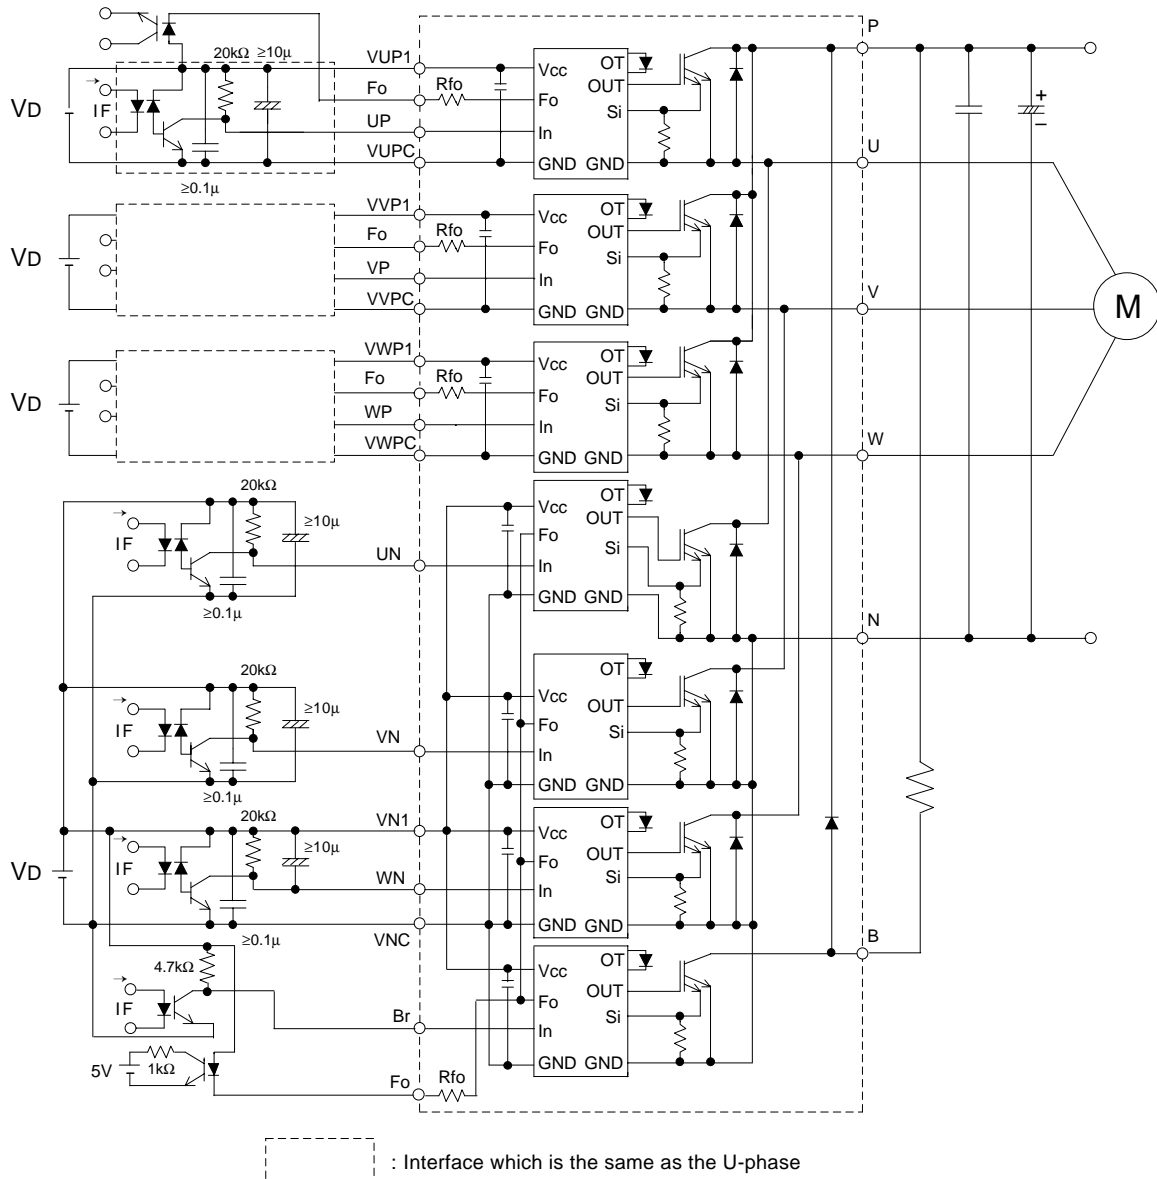 P
20kΩ ≥10μ
VUP1
Vcc
OT
Fo
Rfo
Fo
OUT
VD
IF
UP
Si
In
+
–
VUPC
GND GND
U
≥0.1μ
VVP1
Vcc
OT
OUT
Fo
Rfo
Fo
Si
VD
VP
In
VVPC
GND GND
V
M
VWP1
Vcc
OT
OUT
Fo
Rfo
Fo
Si
VD
WP
In
VWPC
GND GND
W
20kΩ
≥10μ
IF
Vcc
OT
OUT
Fo
Si
UN
In
≥0.1μ
GND GND
N
20kΩ
≥10μ
IF
OT
Vcc
OUT
Fo
Si
VN
In
≥0.1μ
GND GND
20kΩ
≥10μ
VN1
Vcc
OT
OUT
VD
IF
Fo
Si
WN
In
GND GND
≥0.1μ
VNC
B
4.7kΩ
OT
Vcc
OUT
IF
Fo
Si
Br
In
5V
1kΩ
GND GND
Fo
Rfo
: Interface which is the same as the U-phase